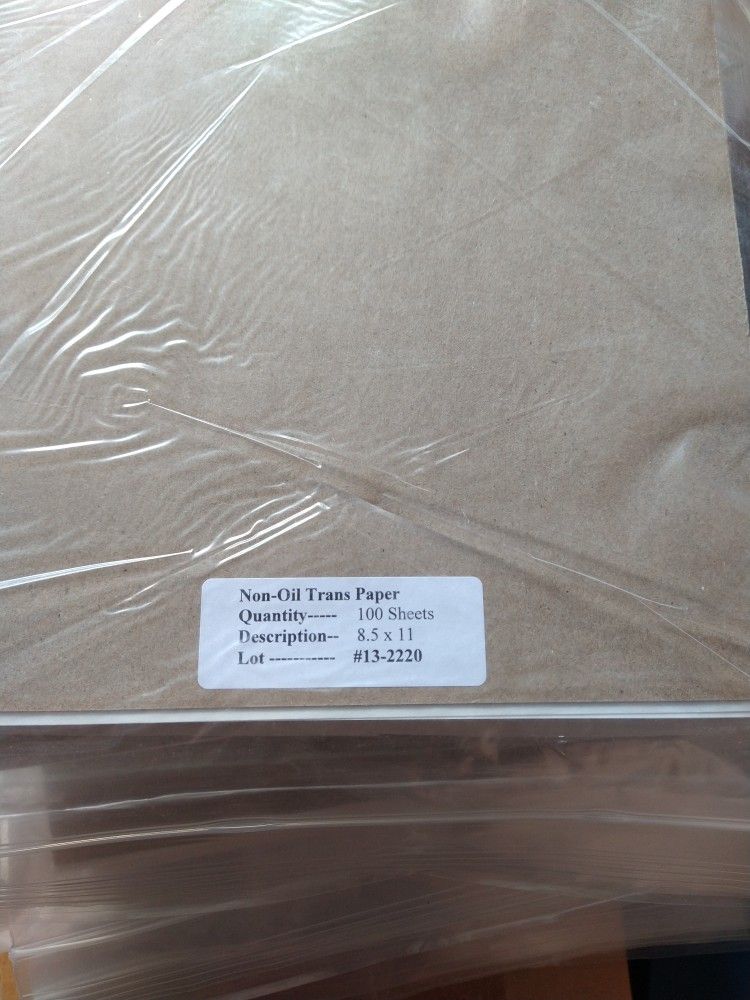 Non-Oil Trans Paper
Quantity----- 100 Sheets
Description-- 8.5 x 11
Lot ----------- #13-2220